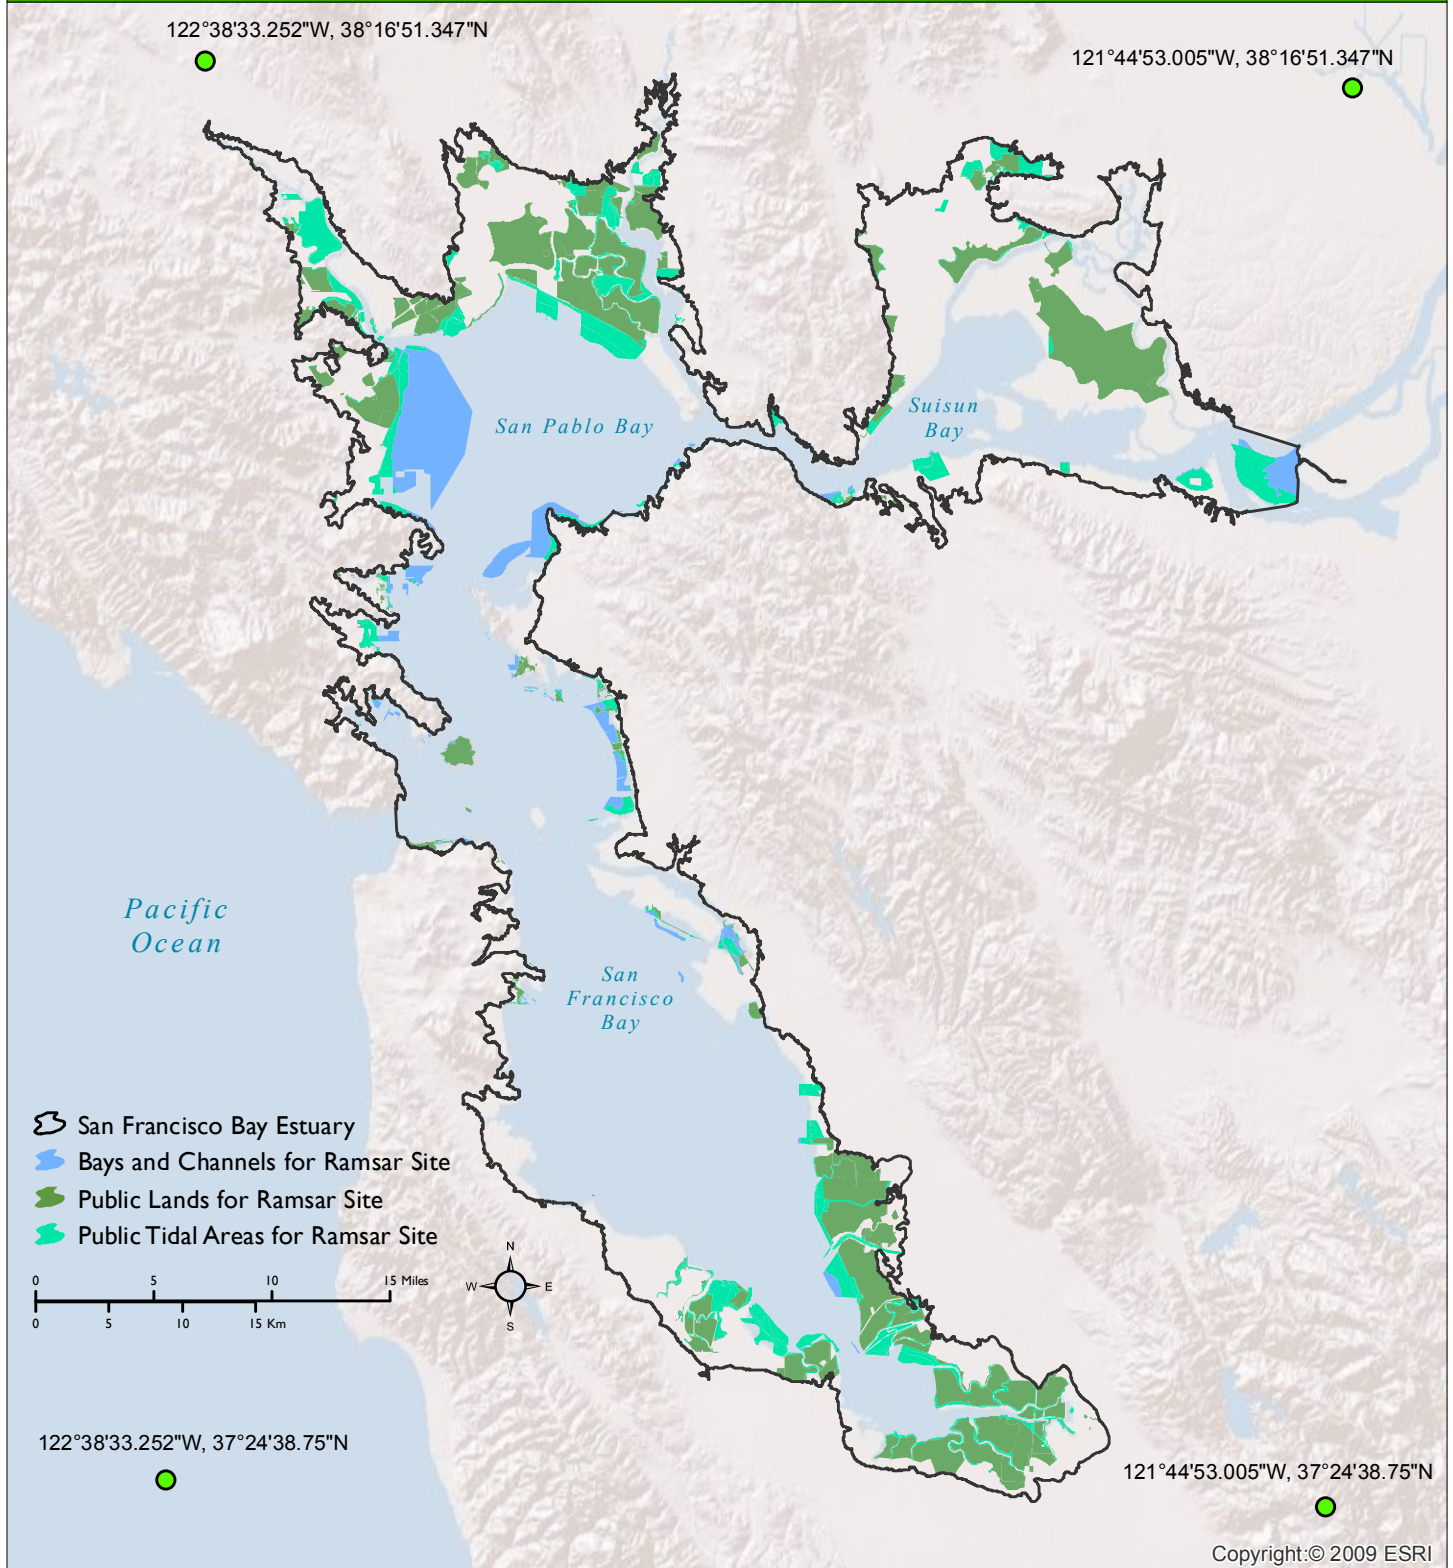 122°38'33.252"W, 38°16'51.347"N
121°44'53.005"W, 38°16'51.347"N
San Pablo Bay
Suisun
Bay
Pacific
Ocean
San
Francisco
Bay
San Francisco Bay Estuary
Bays and Channels for Ramsar Site
Public Lands for Ramsar Site
Public Tidal Areas for Ramsar Site
0 5 10 15 Miles
0 5 10 15 Km
N
W E
S
122°38'33.252"W, 37°24'38.75"N
121°44'53.005"W, 37°24'38.75"N
Copyright:© 2009 ESRI